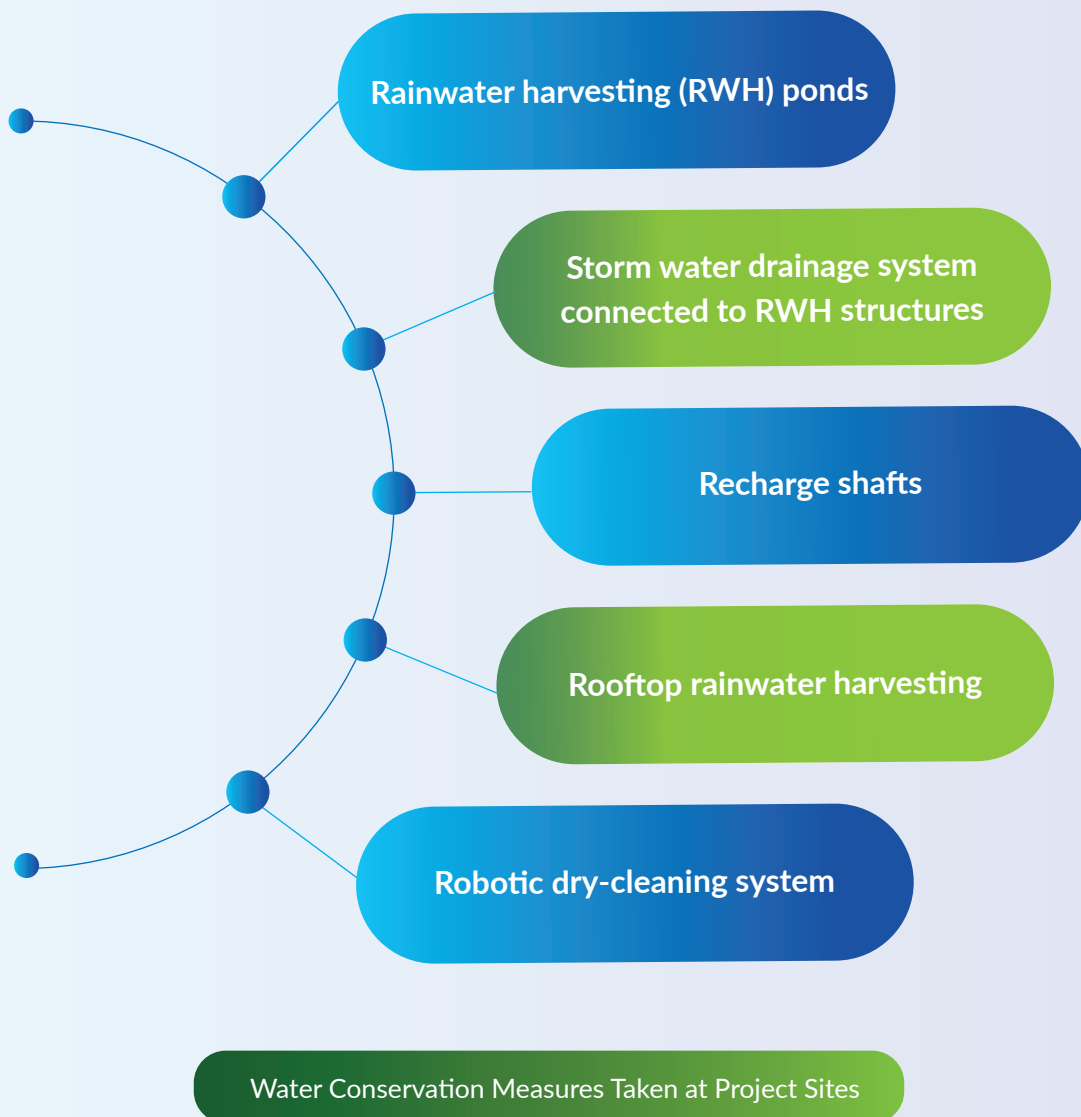 Rainwater harvesting (RWH) ponds
Storm water drainage system
connected to RWH structures
Recharge shafts
Rooftop rainwater harvesting
Robotic dry-cleaning system
Water Conservation Measures Taken at Project Sites